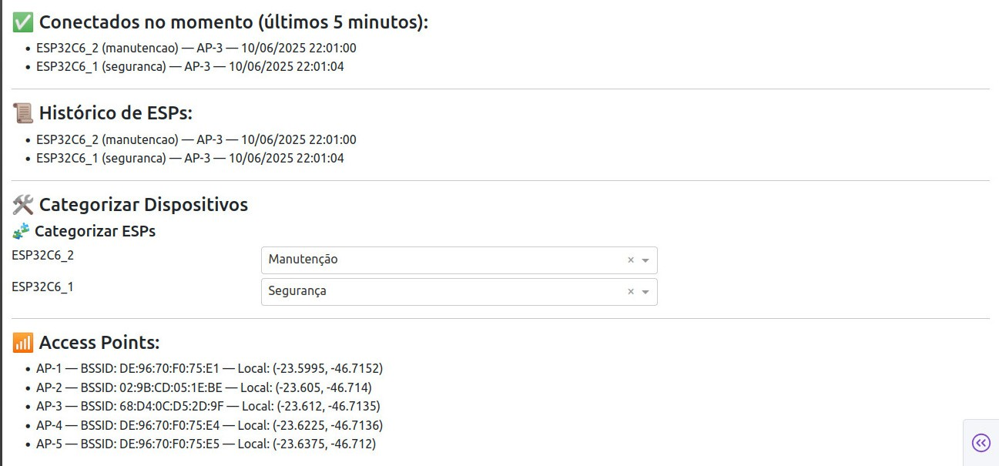 Conectados no momento (últimos 5 minutos):
ESP32C6_2 (manutencao) — AP-3 — 10/06/2025 22:01:00
ESP32C6_1 (seguranca) — AP-3 — 10/06/2025 22:01:04
Histórico de ESPs:
ESP32C6_2 (manutencao) — AP-3 — 10/06/2025 22:01:00
ESP32C6_1 (seguranca) — AP-3 — 10/06/2025 22:01:04
Categorizar Dispositivos
Categorizar ESPs
ESP32C6_2 Manutenção ×
ESP32C6_1 Segurança ×
Access Points:
AP-1 — BSSID: DE:96:70:F0:75:E1 — Local: (-23.5995, -46.7152)
AP-2 — BSSID: 02:9B:CD:05:1E:BE — Local: (-23.605, -46.714)
AP-3 — BSSID: 68:D4:0C:D5:2D:9F — Local: (-23.612, -46.7135)
AP-4 — BSSID: DE:96:70:F0:75:E4 — Local: (-23.6225, -46.7136)
AP-5 — BSSID: DE:96:70:F0:75:E5 — Local: (-23.6375, -46.712)